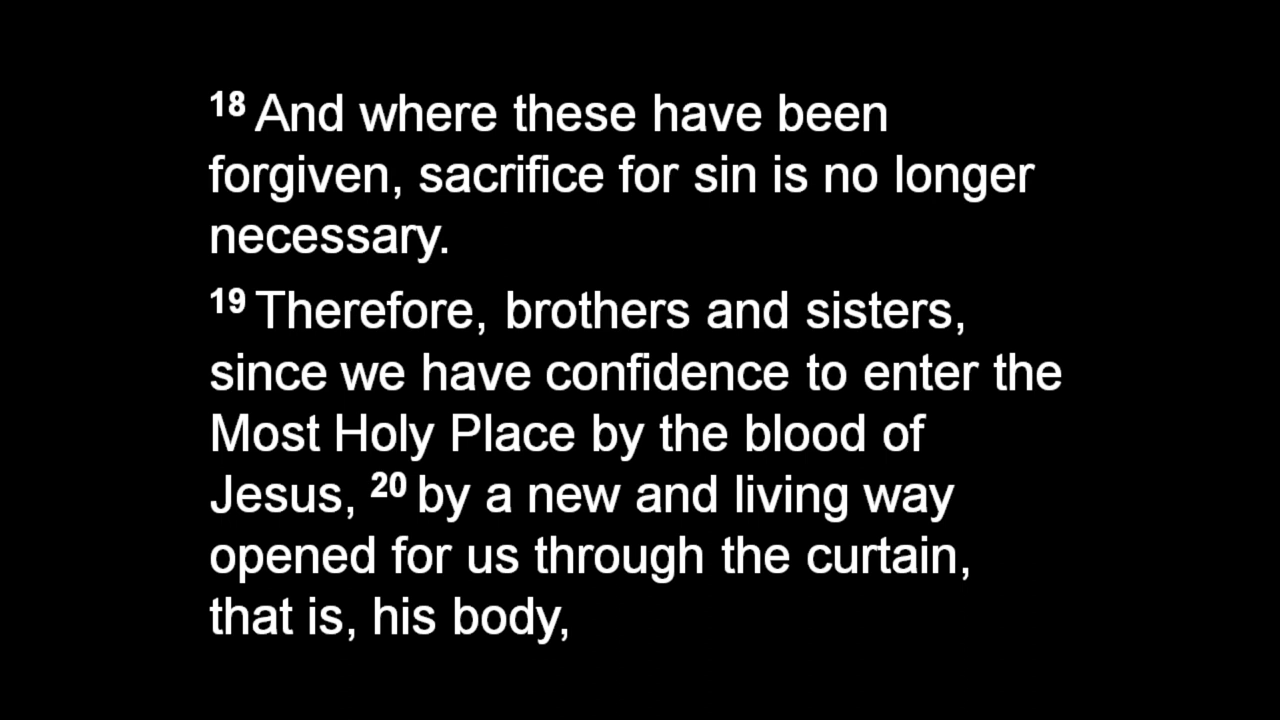 18 And where these have been
forgiven, sacrifice for sin is no longer
necessary.
19 Therefore, brothers and sisters,
since we have confidence to enter the
Most Holy Place by the blood of
Jesus, 20 by a new and living way
opened for us through the curtain,
that is, his body,